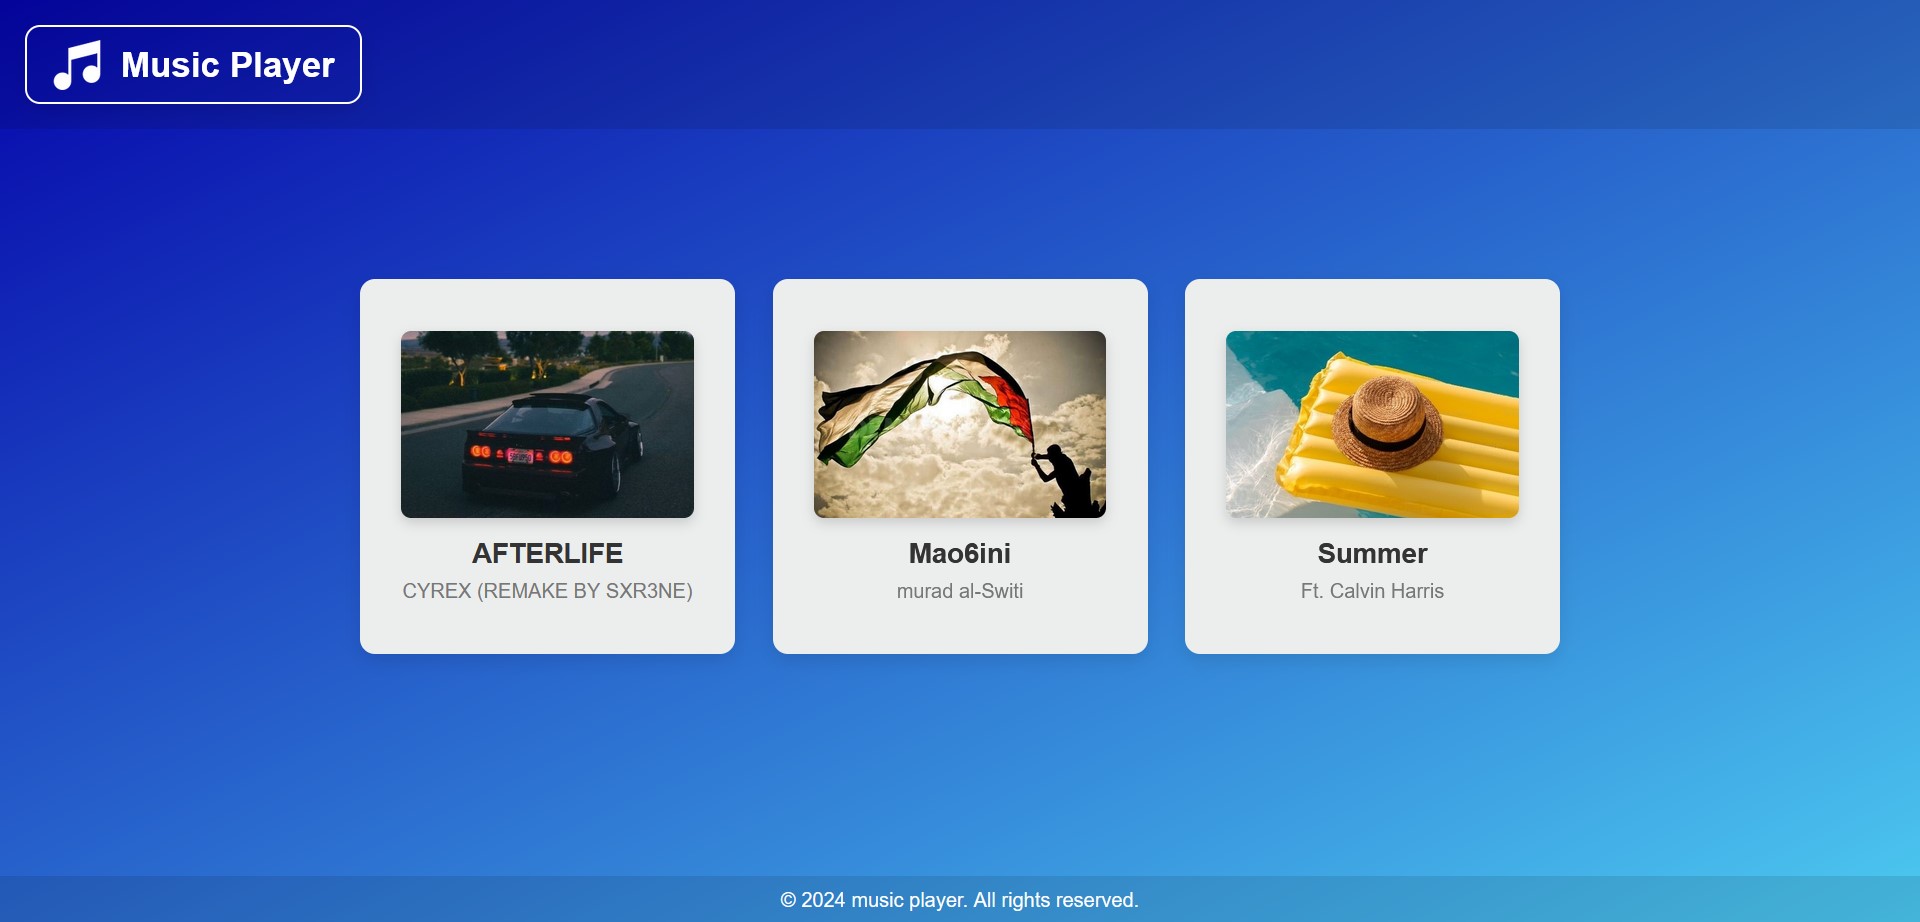 Music Player
AFTERLIFE
CYREX (REMAKE BY SXR3NE)
Mao6ini
murad al-Switi
Summer
Ft. Calvin Harris
© 2024 music player. All rights reserved.